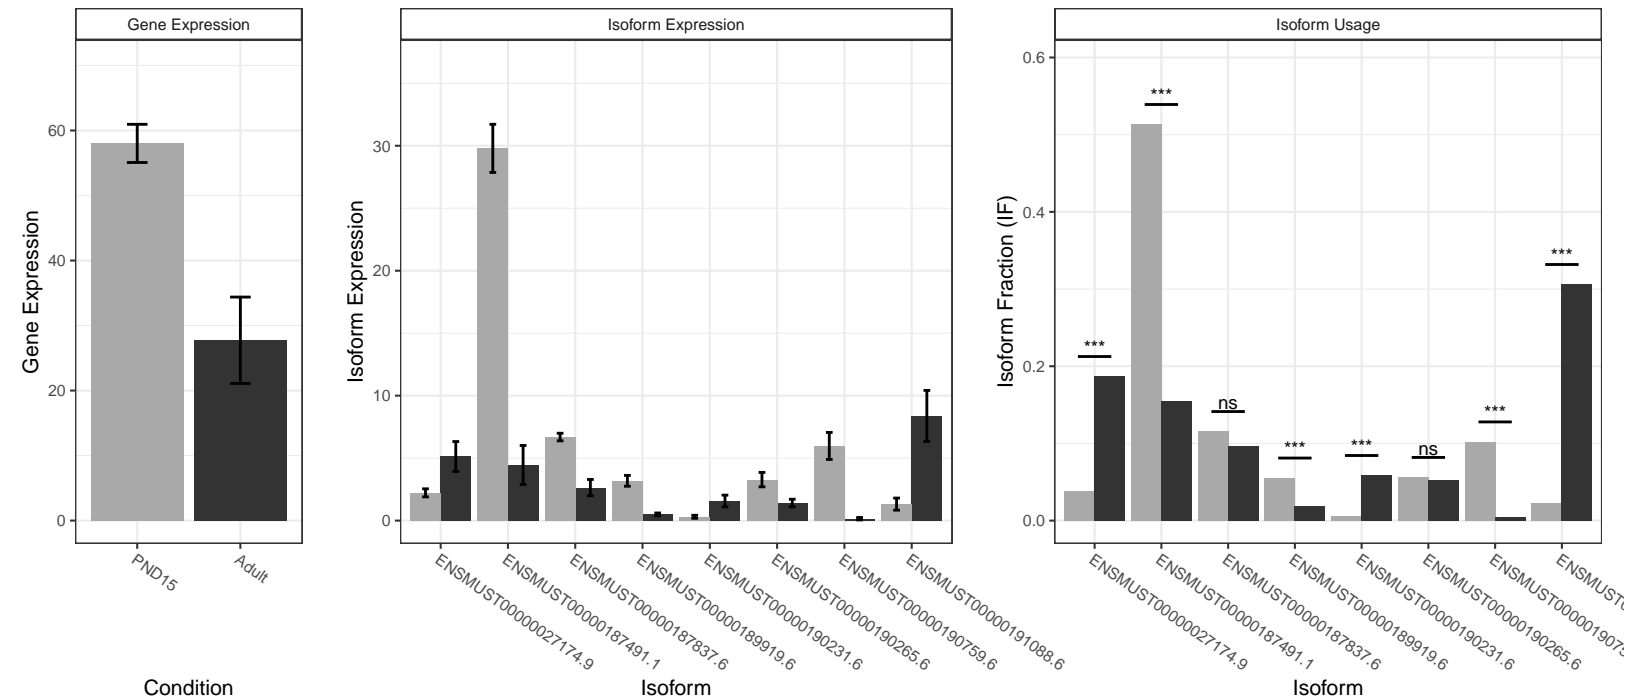 Gene Expression
Isoform Expression
Isoform Usage
Gene Expression
60
40
20
0
PND15
Adult
Condition
Isoform Expression
30
20
10
0
ENSMUST00000027174.9
ENSMUST00000187491.1
ENSMUST00000187837.6
ENSMUST00000189919.6
ENSMUST00000190231.6
ENSMUST00000190265.6
ENSMUST00000190759.6
ENSMUST00000191088.6
Isoform
Isoform Fraction (IF)
0.6
0.4
0.2
0.0
***
***
ns
***
***
ns
***
***
ENSMUST00000027174.9
ENSMUST00000187491.1
ENSMUST00000187837.6
ENSMUST00000189919.6
ENSMUST00000190231.6
ENSMUST00000190265.6
Isoform